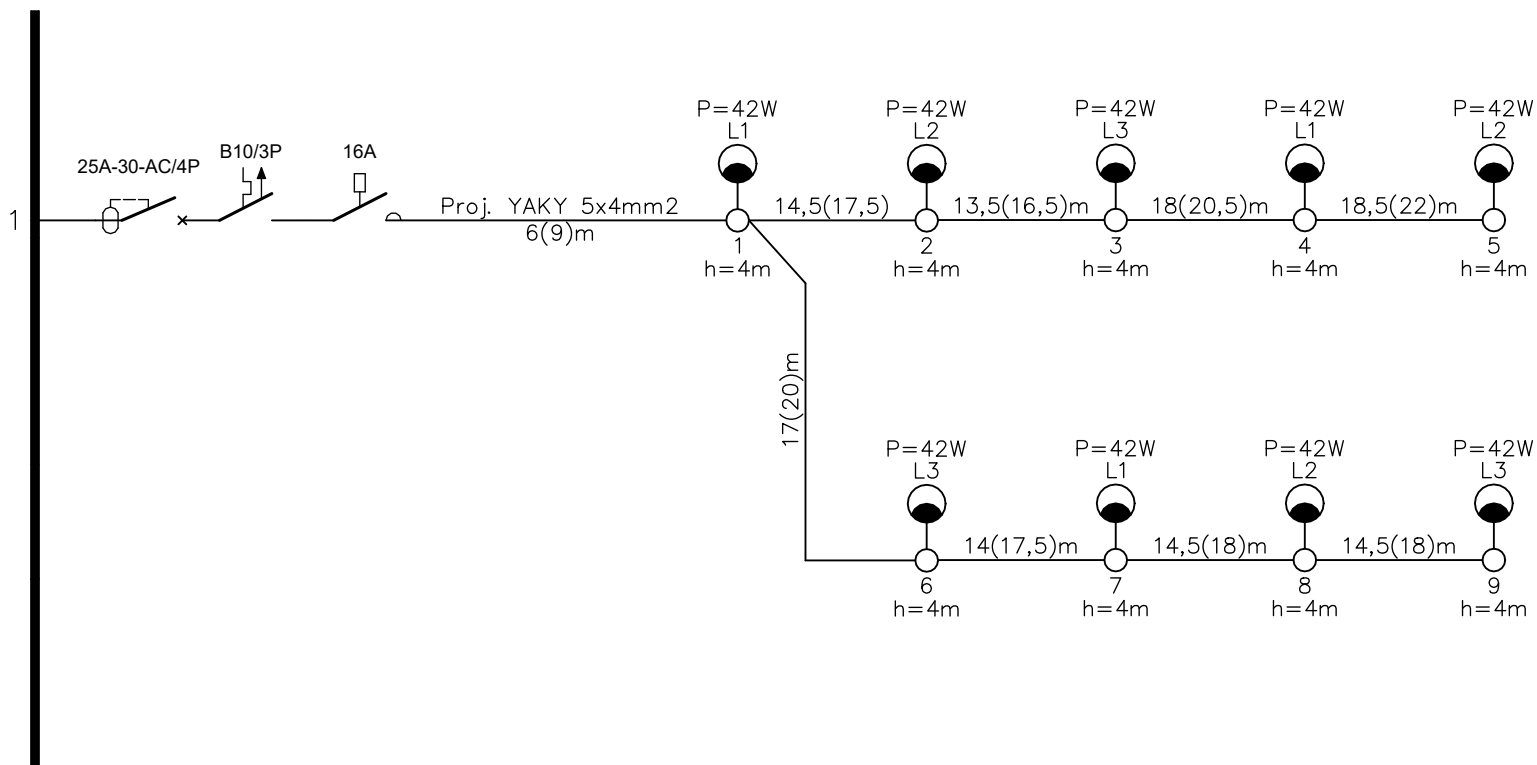 P=42W
L1
P=42W
L2
P=42W
L3
P=42W
L1
P=42W
L2
25A-30-AC/4P
B10/3P
16A
1
Proj. YAKY 5x4mm2
6(9)m
14,5(17,5)
13,5(16,5)m
18(20,5)m
18,5(22)m
1
h=4m
2
h=4m
3
h=4m
4
h=4m
5
h=4m
17(20)m
P=42W
L3
P=42W
L1
P=42W
L2
P=42W
L3
14(17,5)m
14,5(18)m
14,5(18)m
6
h=4m
7
h=4m
8
h=4m
9
h=4m